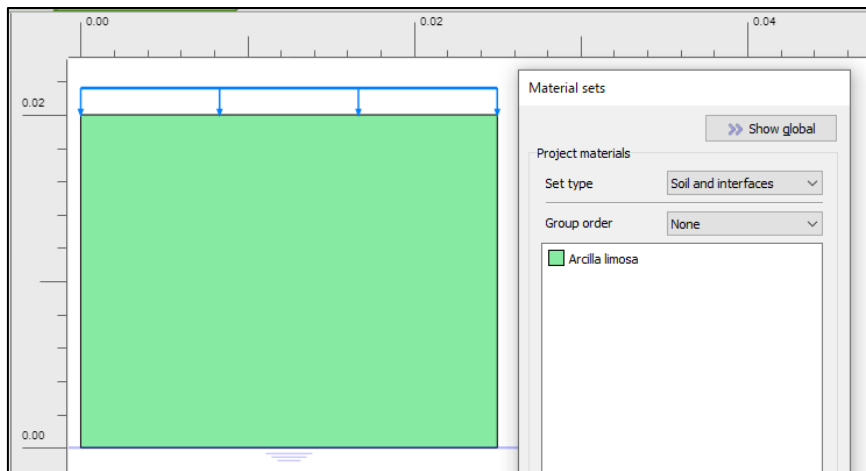 0.00
0.02
0.04
0.02
0.00
Material sets
Show global
Project materials
Set type
Soil and interfaces
Group order
None
Arcilla limosa